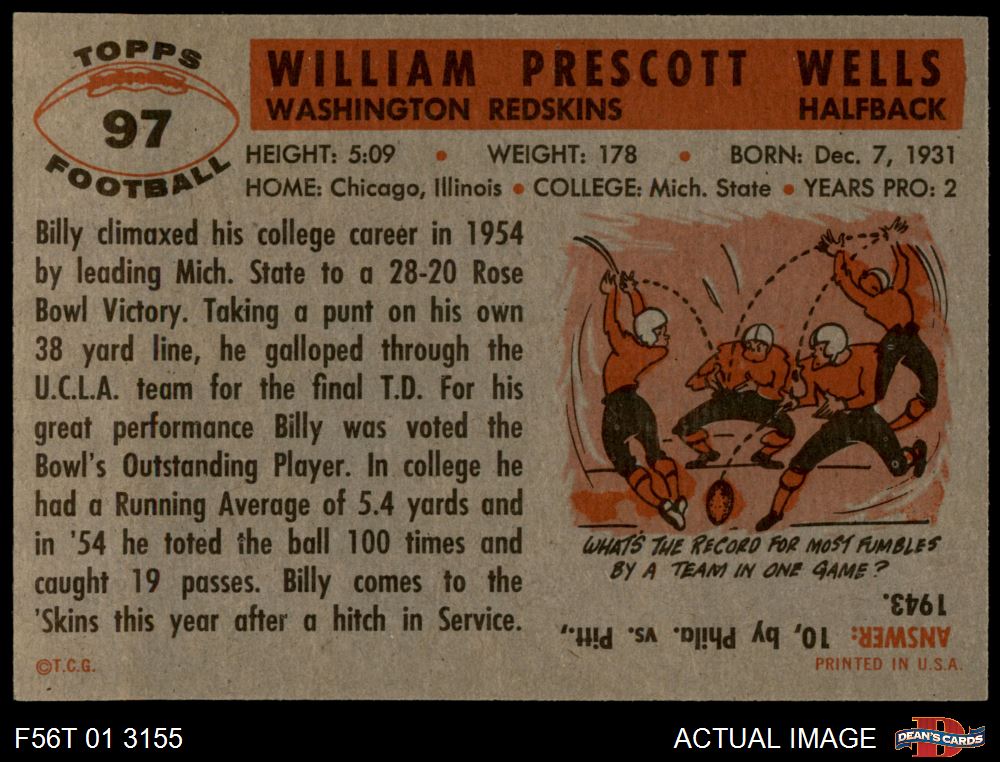 TOPPS
97
FOOTBALL
WILLIAM PRESCOTT WELLS
WASHINGTON REDSKINS HALFBACK
HEIGHT: 5:09 • WEIGHT: 178 • BORN: Dec. 7, 1931
HOME: Chicago, Illinois • COLLEGE: Mich. State • YEARS PRO: 2
Billy climaxed his college career in 1954
by leading Mich. State to a 28-20 Rose
Bowl Victory. Taking a punt on his own
38 yard line, he galloped through the
U.C.L.A. team for the final T.D. For his
great performance Billy was voted the
Bowl's Outstanding Player. In college he
had a Running Average of 5.4 yards and
in '54 he toted the ball 100 times and
caught 19 passes. Billy comes to the
'Skins this year after a hitch in Service.
©T.C.G.
WHAT'S THE RECORD FOR MOST FUMBLES
BY A TEAM IN ONE GAME?
ANSWER: 10, by Phila. vs. Pitt.,
1943.
PRINTED IN U.S.A.
F56T 01 3155
ACTUAL IMAGE
D
DEAN'S CARDS